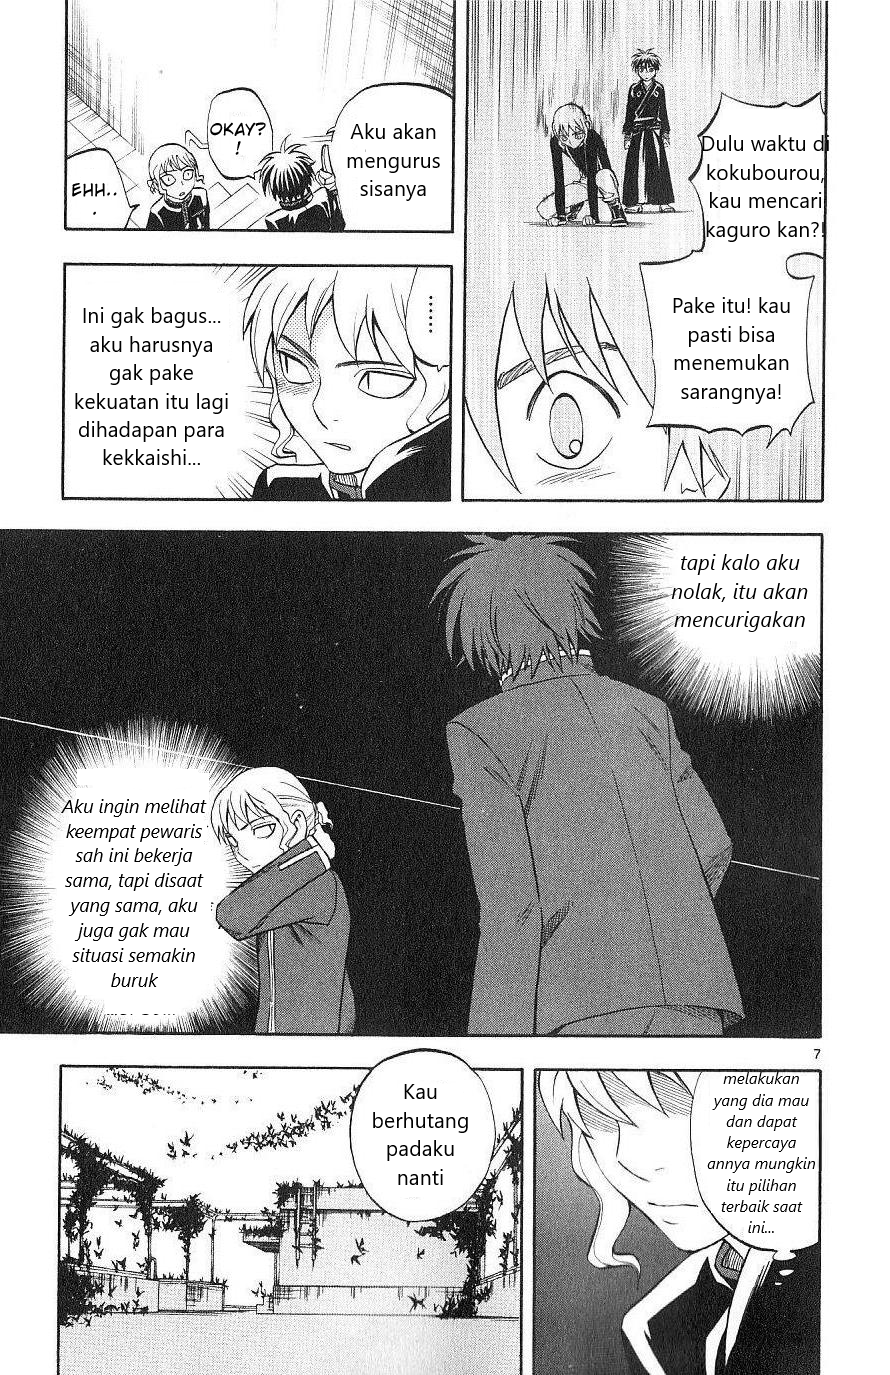 Dulu waktu di
kokubourou,
kau mencari
kaguro kan?!
Pake itu! kau
pasti bisa
menemukan
sarangnya!
Aku akan
mengurus
sisanya
OKAY?
!
EHH..
.
Ini gak bagus...
aku harusnya
gak pake
kekuatan itu lagi
dihadapan para
kekkaishi...
tapi kalo aku
nolak, itu akan
mencurigakan
Aku ingin melihat
keempat pewaris
sah ini bekerja
sama, tapi disaat
yang sama, aku
juga gak mau
situasi semakin
buruk
7
melakukan
yang dia mau
dan dapat
kepercaya
annya mungkin
itu pilihan
terbaik saat
ini...
Kau
berhutang
padaku
nanti